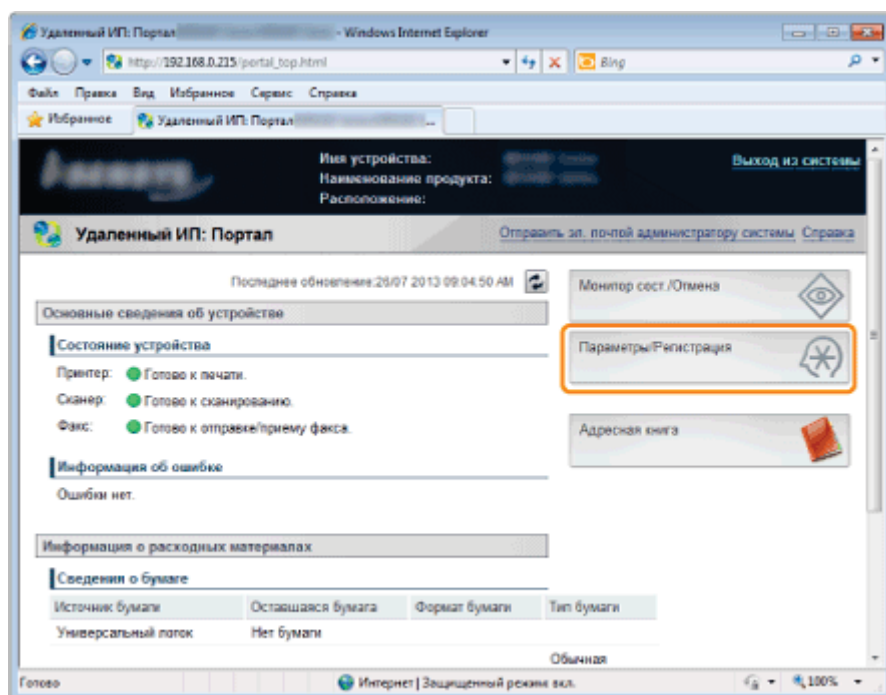 Удаленный ИП: Портал - Windows Internet Explorer
http://192.168.0.215/portal_top.html
Bing
Файл Правка Вид Избранное Сервис Справка
Избранное Удаленный ИП: Портал ...
Имя устройства:
Наименование продукта:
Расположение:
Выход из системы
Удаленный ИП: Портал
Отправить эл. почтой администратору системы Справка
Последнее обновление:26/07 2013 09:04:50 AM
Монитор сост./Отмена
Основные сведения об устройстве
Состояние устройства
Параметры/Регистрация
Принтер: Готово к печати.
Сканер: Готово к сканированию.
Факс: Готово к отправке/приему факса.
Адресная книга
Информация об ошибке
Ошибки нет.
Информация о расходных материалах
Сведения о бумаге
Источник бумаги Оставшаяся бумага Формат бумаги Тип бумаги
Универсальный лоток Нет бумаги
Обычная
Готово Интернет | Защищенный режим вкл. 100%